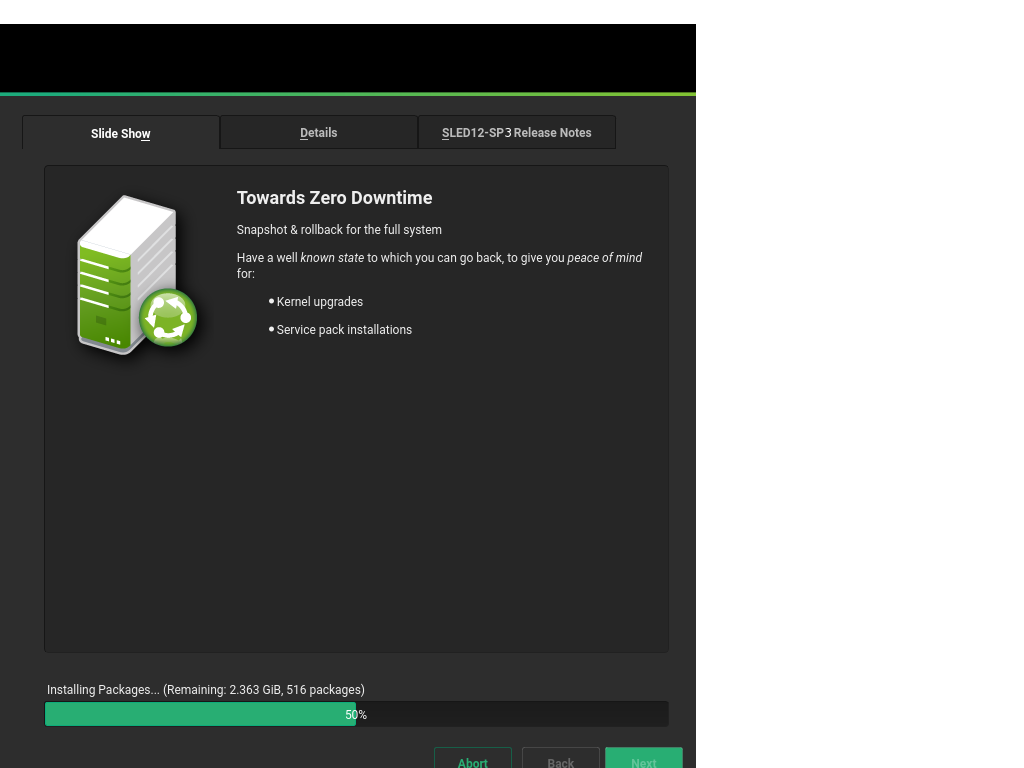 Slide Show
Details
SLED12-SP3 Release Notes
Towards Zero Downtime
Snapshot & rollback for the full system
Have a well known state to which you can go back, to give you peace of mind
for:
• Kernel upgrades
• Service pack installations
Installing Packages... (Remaining: 2.363 GiB, 516 packages)
50%
Abort
Back
Next